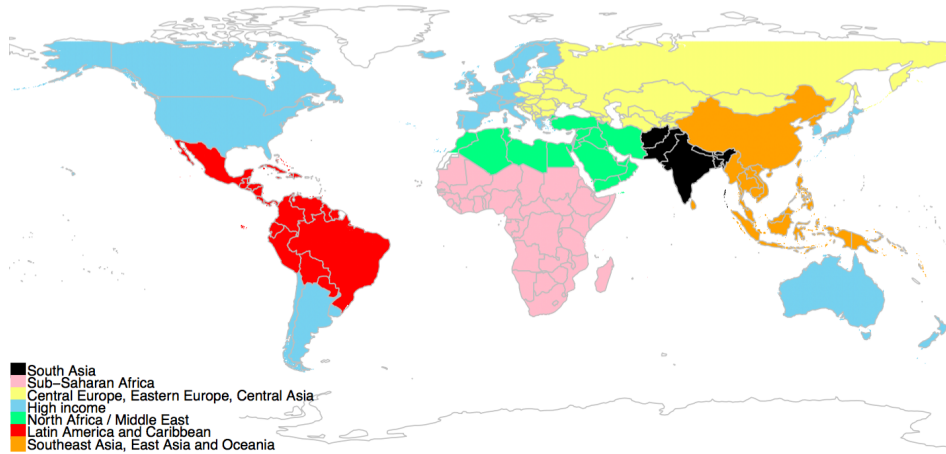 South Asia
Sub−Saharan Africa
Central Europe, Eastern Europe, Central Asia
High income
North Africa / Middle East
Latin America and Caribbean
Southeast Asia, East Asia and Oceania